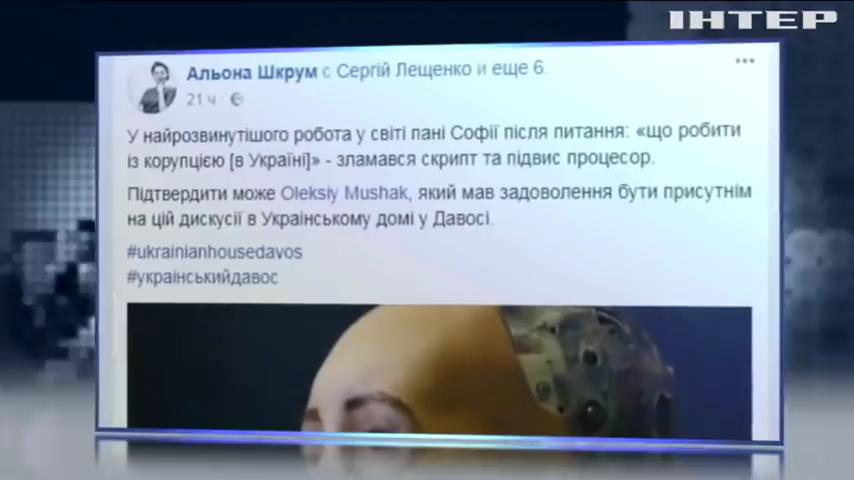 ІНТЕР
Альона Шкрум с Сергій Лещенко и еще 6.
21 ч
У найрозвинутішого робота у світі пані Софії після питання: «що робити
із корупцією [в Україні]» - зламався скрипт та підвис процесор.
Підтвердити може Oleksiy Mushak, який мав задоволення бути присутнім
на цій дискусії в Українському домі у Давосі.
#ukrainianhousedavos
#українськийдавос